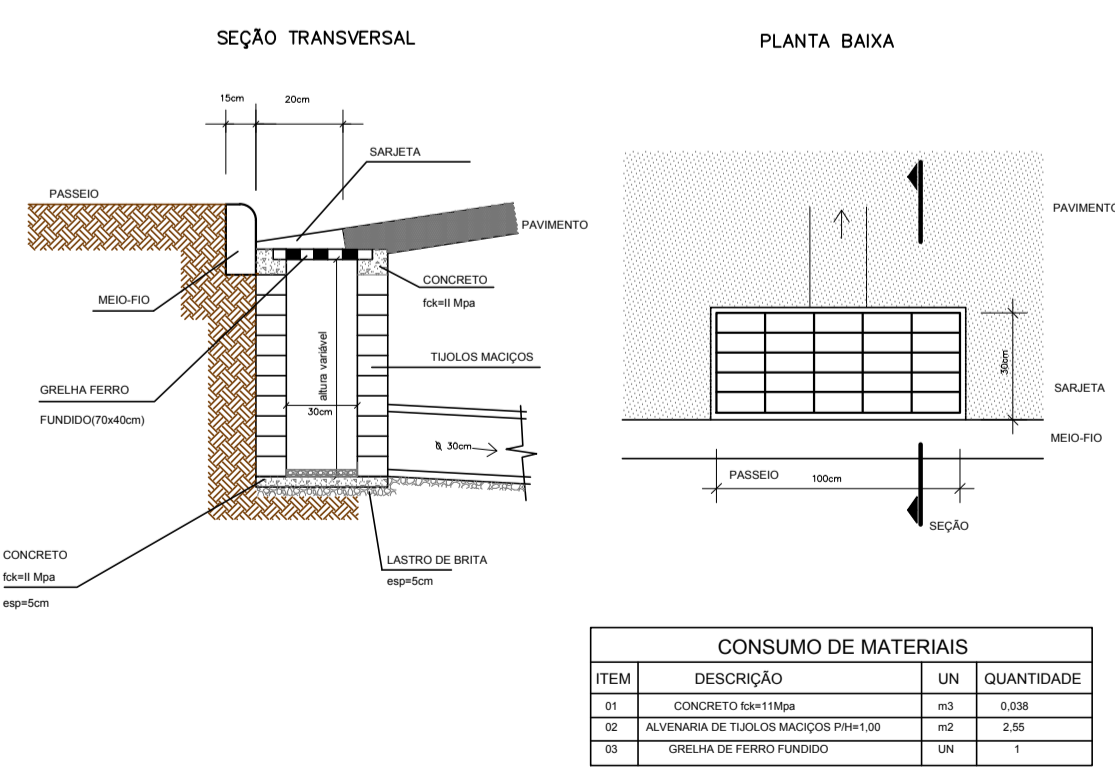 SEÇÃO TRANSVERSAL
15cm
20cm
SARJETA
PASSEIO
PAVIMENTO
MEIO-FIO
CONCRETO
fck=II Mpa
altura variável
TIJOLOS MACIÇOS
GRELHA FERRO
FUNDIDO(70x40cm)
30cm
30cm
CONCRETO
fck=II Mpa
esp=5cm
LASTRO DE BRITA
esp=5cm
PLANTA BAIXA
PAVIMENTO
30cm
SARJETA
MEIO-FIO
PASSEIO
100cm
SEÇÃO
CONSUMO DE MATERIAIS
ITEM DESCRIÇÃO UN QUANTIDADE
01 CONCRETO fck=11Mpa m3 0,038
02 ALVENARIA DE TIJOLOS MACIÇOS P/H=1,00 m2 2,55
03 GRELHA DE FERRO FUNDIDO UN 1